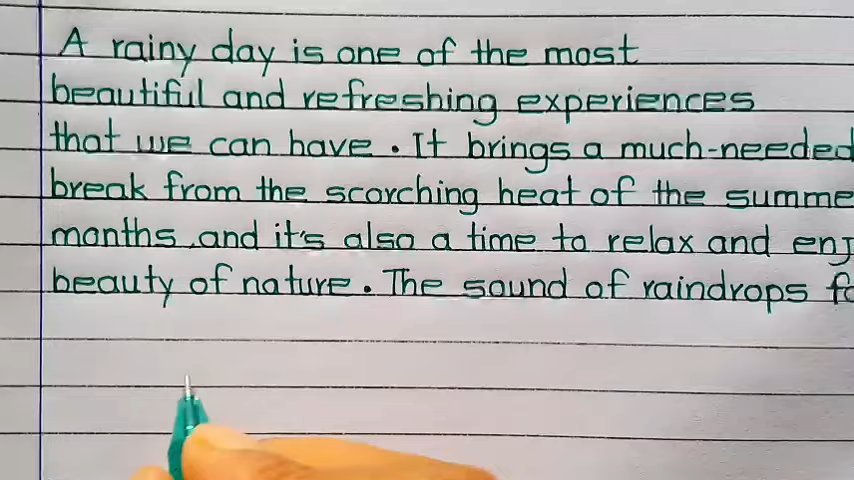 A rainy day is one of the most
beautiful and refreshing experiences
that we can have. It brings a much-needed
break from the scorching heat of the summe
months, and it's also a time to relax and enj
beauty of nature. The sound of raindrops fa